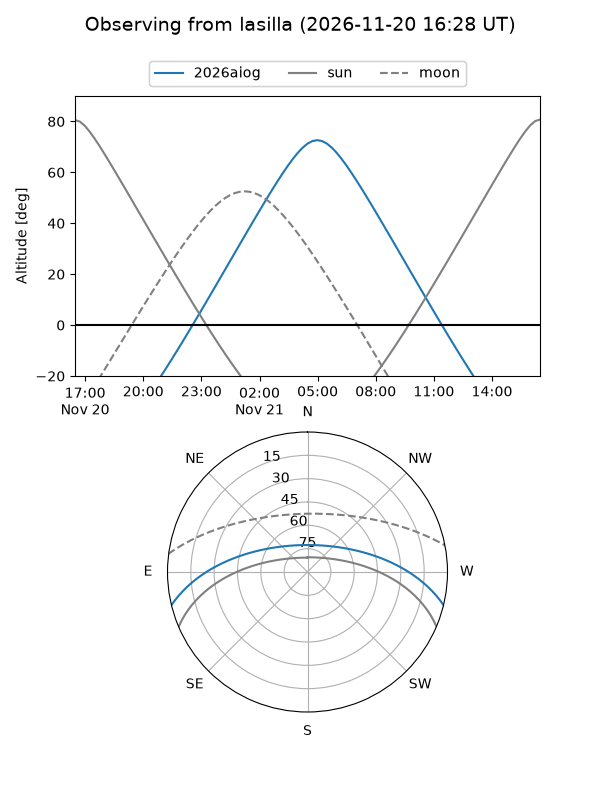 Observing from lasilla (2026-11-20 16:28 UT)
2026aiog
sun
moon
Altitude [deg]
80
60
40
20
0
−20
17:00
20:00
23:00
02:00
05:00
08:00
11:00
14:00
Nov 20
Nov 21
N
NE
NW
15
30
45
60
75
E
W
SE
SW
S